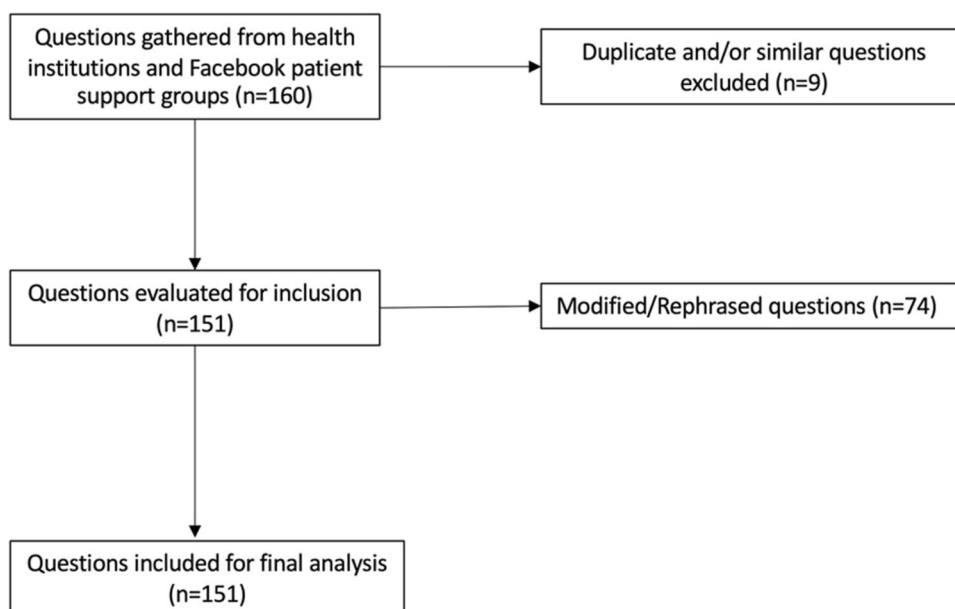 Questions gathered from health
institutions and Facebook patient
support groups (n=160)
Duplicate and/or similar questions
excluded (n=9)
Questions evaluated for inclusion
(n=151)
Modified/Rephrased questions (n=74)
Questions included for final analysis
(n=151)